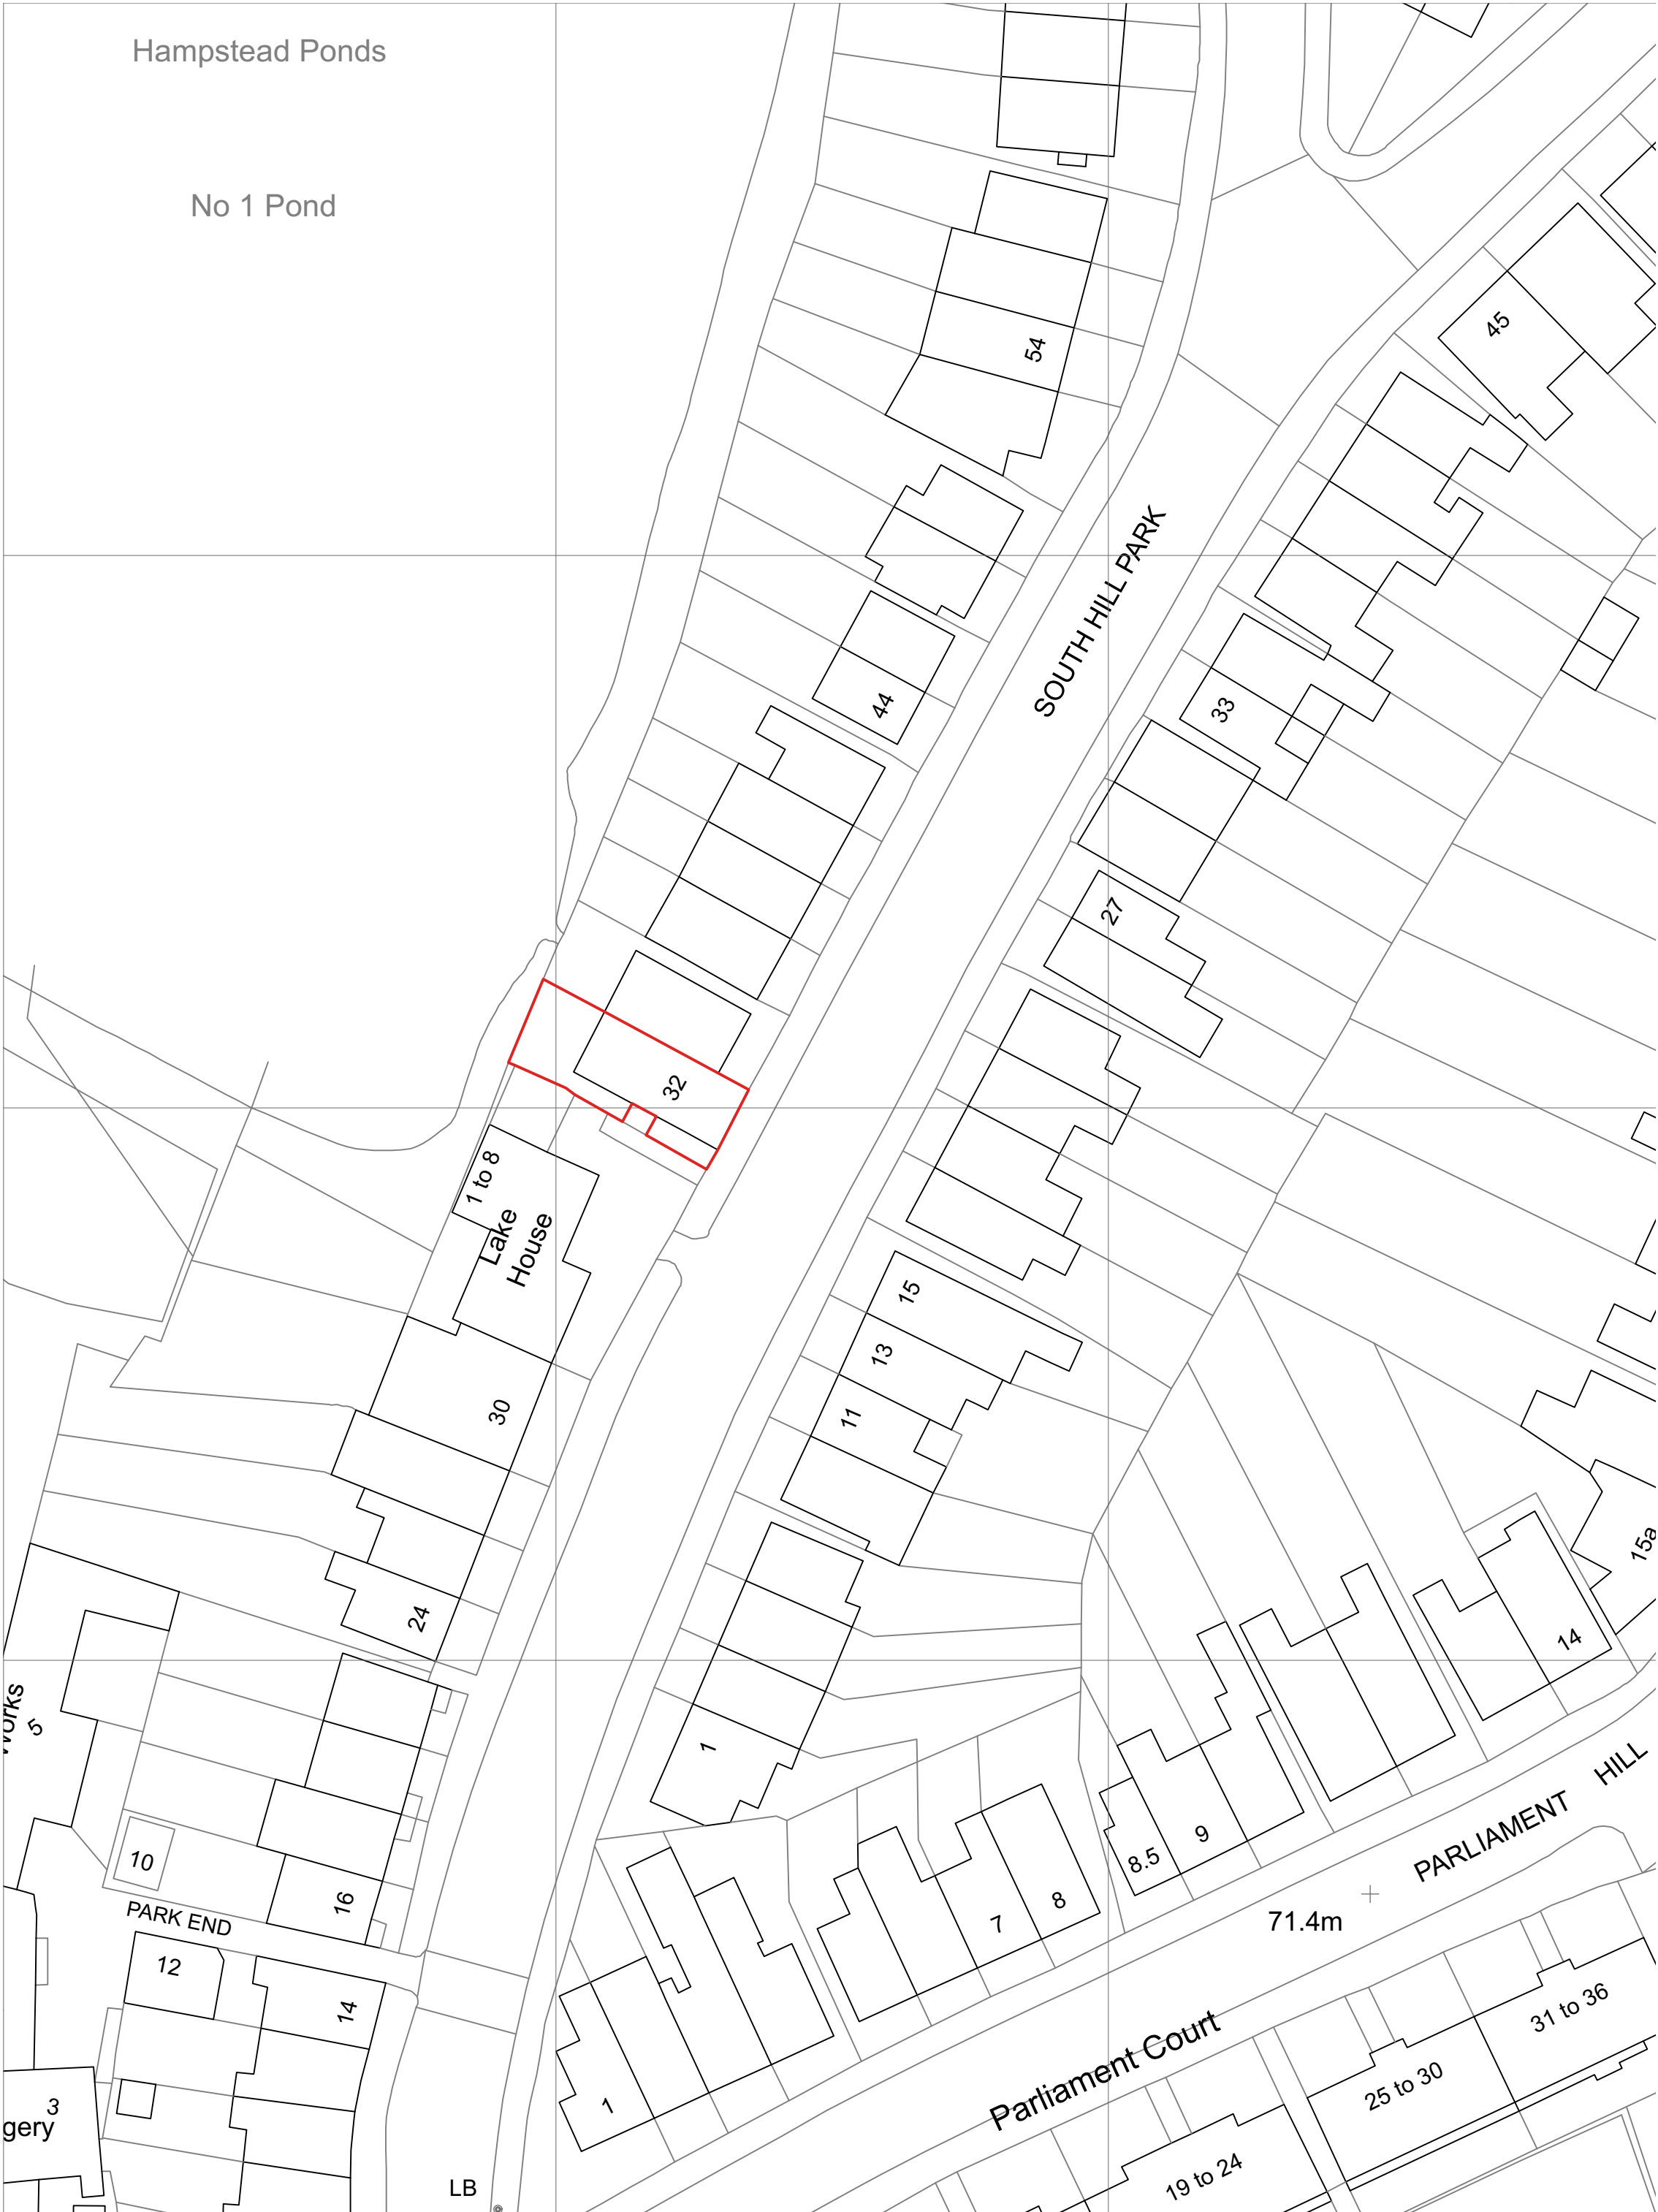 Hampstead Ponds
No 1 Pond
54
45
SOUTH HILL PARK
44
33
27
32
1 to 8
Lake
House
15
13
11
30
24
14
15a
5
1
HILL
PARLIAMENT
10
16
8.5
9
7
8
71.4m
PARK END
12
14
31 to 36
25 to 30
Parliament Court
1
3
gery
19 to 24
LB